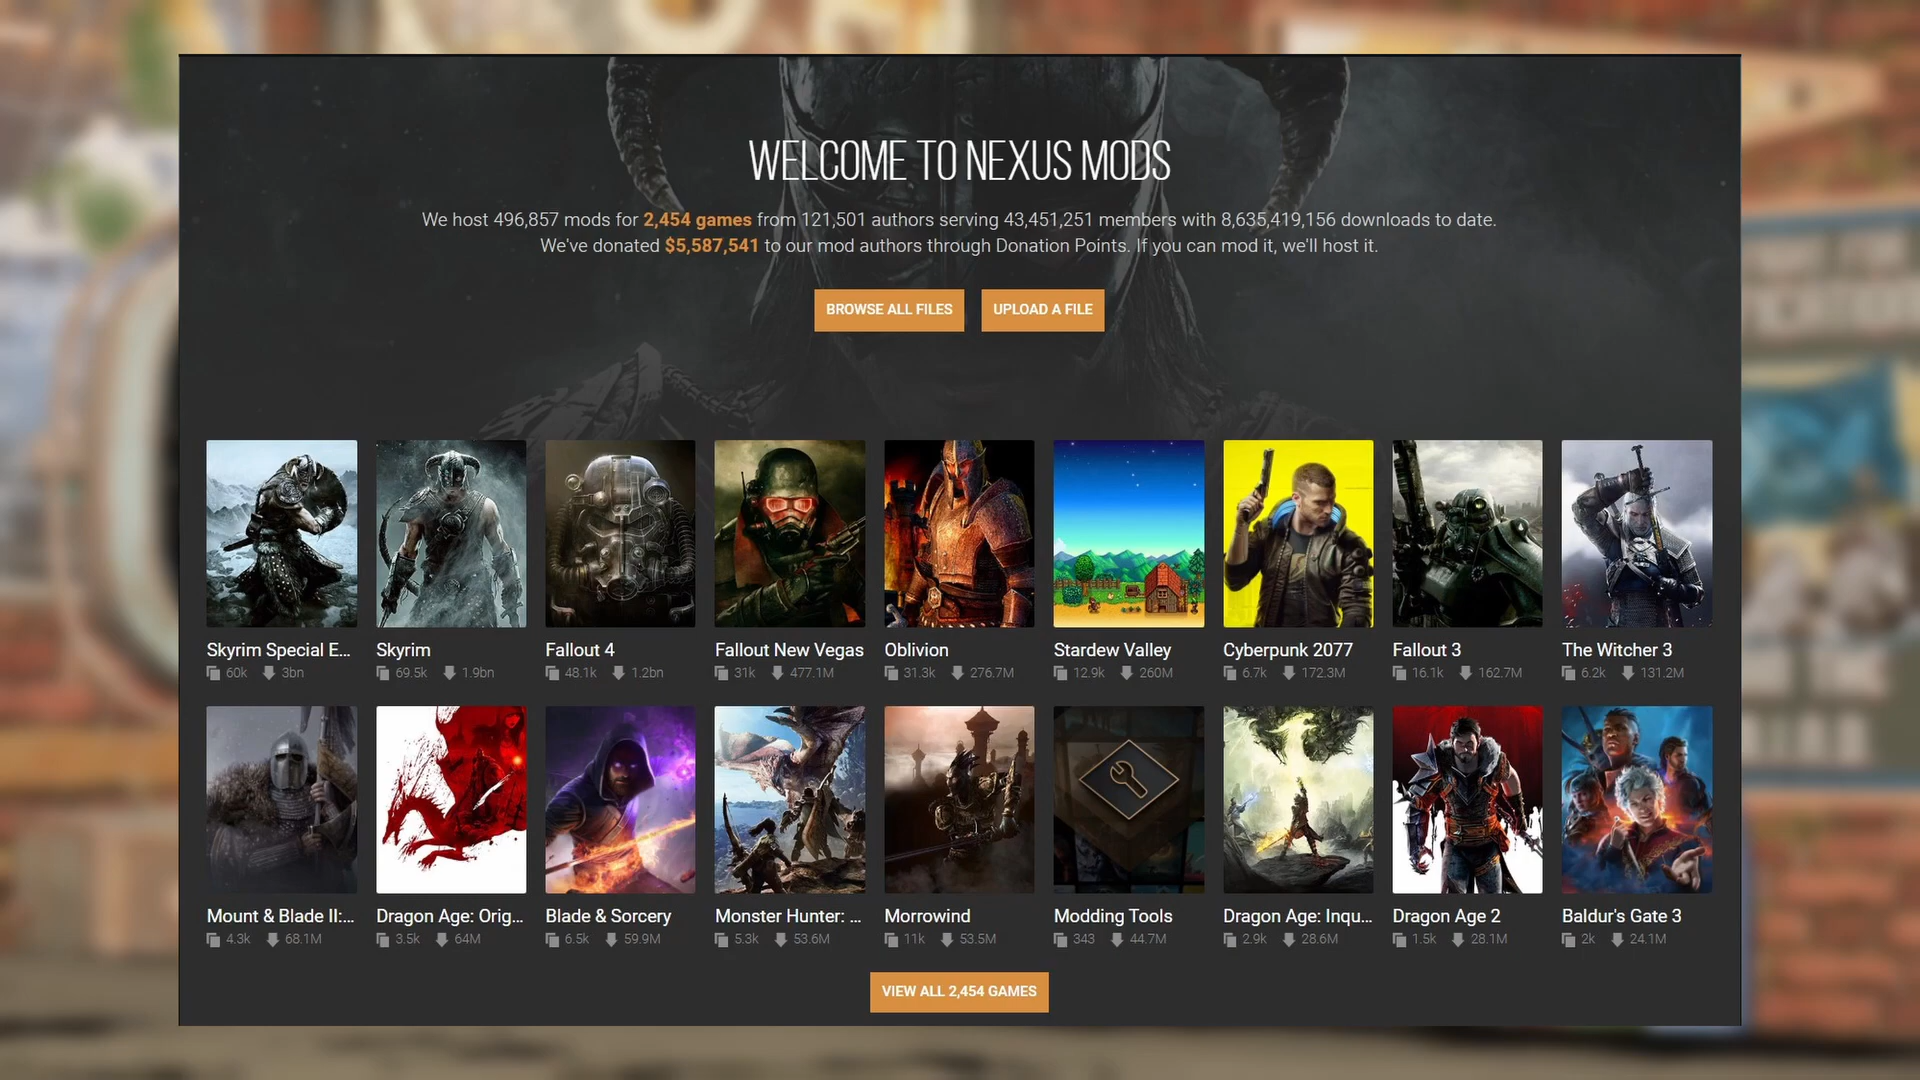 WELCOME TO NEXUS MODS
We host 496,857 mods for 2,454 games from 121,501 authors serving 43,451,251 members with 8,635,419,156 downloads to date.
We've donated $5,587,541 to our mod authors through Donation Points. If you can mod it, we'll host it.
BROWSE ALL FILES UPLOAD A FILE
Skyrim Special E... Skyrim Fallout 4 Fallout New Vegas Oblivion Stardew Valley Cyberpunk 2077 Fallout 3 The Witcher 3
60k 3bn 69.5k 1.9bn 48.1k 1.2bn 31k 477.1M 31.3k 276.7M 12.9k 260M 6.7k 172.3M 16.1k 162.7M 6.2k 131.2M
Mount & Blade II:... Dragon Age: Orig... Blade & Sorcery Monster Hunter: ... Morrowind Modding Tools Dragon Age: Inqu... Dragon Age 2 Baldur's Gate 3
4.3k 68.1M 3.5k 64M 6.5k 59.9M 5.3k 53.6M 11k 53.5M 343 44.7M 2.9k 28.6M 1.5k 28.1M 2k 24.1M
VIEW ALL 2,454 GAMES